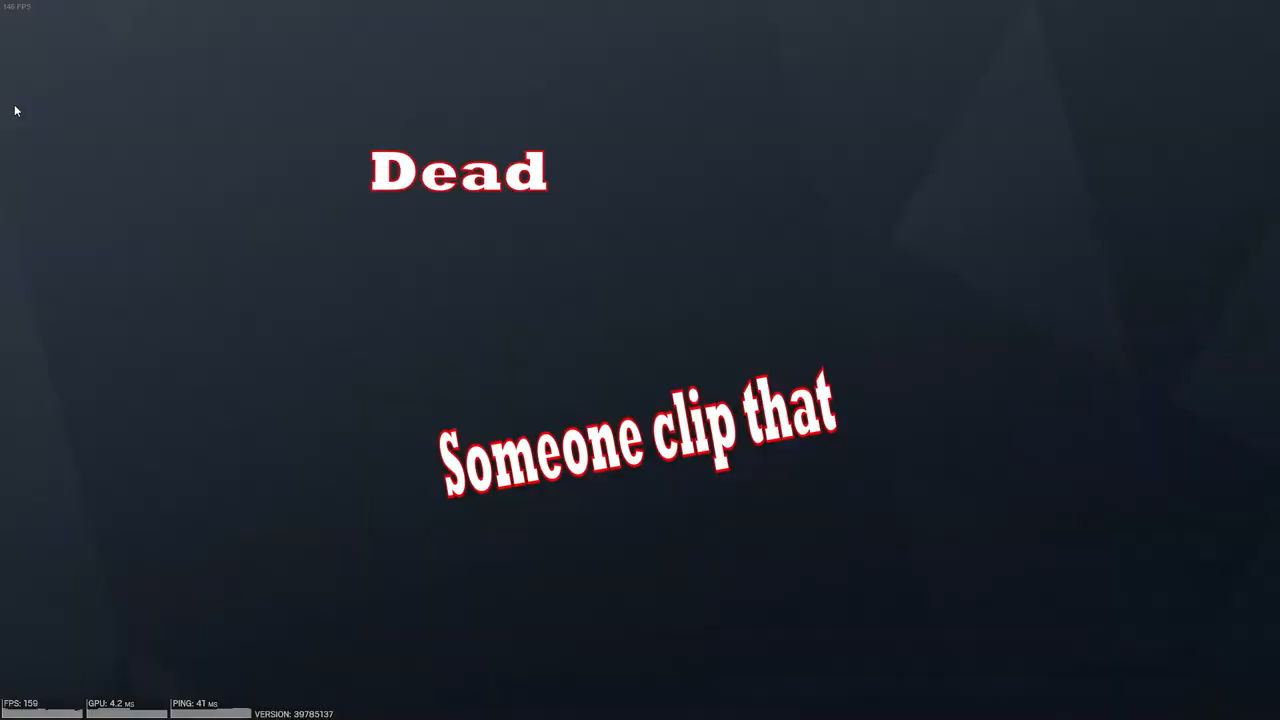 146 FPS
Dead
Someone clip that
FPS: 159 GPU: 4.2 MS PING: 41 MS VERSION: 39785137